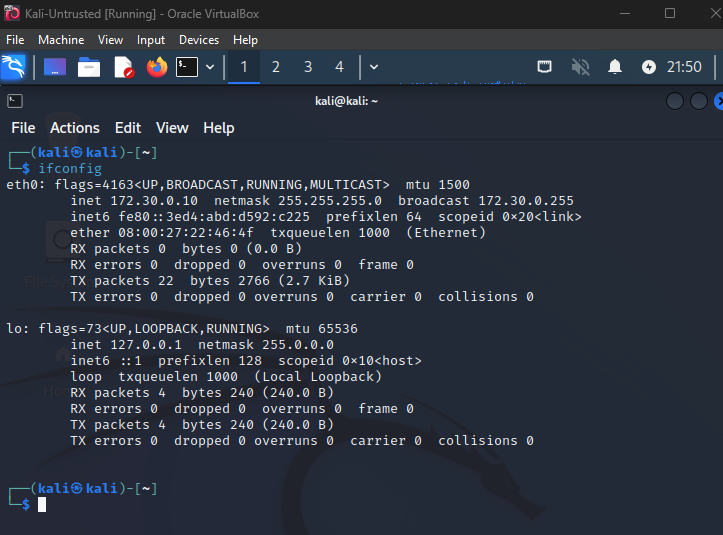 Kali-Untrusted [Running] - Oracle VirtualBox
File Machine View Input Devices Help
1 2 3 4 21:50
kali@kali: ~
File Actions Edit View Help
┌──(kali㉿kali)-[~]
└─$ ifconfig
eth0: flags=4163<UP,BROADCAST,RUNNING,MULTICAST>  mtu 1500
        inet 172.30.0.10  netmask 255.255.255.0  broadcast 172.30.0.255
        inet6 fe80::3ed4:abd:d592:c225  prefixlen 64  scopeid 0×20<link>
        ether 08:00:27:22:46:4f  txqueuelen 1000  (Ethernet)
        RX packets 0  bytes 0 (0.0 B)
        RX errors 0  dropped 0  overruns 0  frame 0
        TX packets 22  bytes 2766 (2.7 KiB)
        TX errors 0  dropped 0 overruns 0  carrier 0  collisions 0

lo: flags=73<UP,LOOPBACK,RUNNING>  mtu 65536
        inet 127.0.0.1  netmask 255.0.0.0
        inet6 ::1  prefixlen 128  scopeid 0×10<host>
        loop  txqueuelen 1000  (Local Loopback)
        RX packets 4  bytes 240 (240.0 B)
        RX errors 0  dropped 0  overruns 0  frame 0
        TX packets 4  bytes 240 (240.0 B)
        TX errors 0  dropped 0 overruns 0  carrier 0  collisions 0

┌──(kali㉿kali)-[~]
└─$